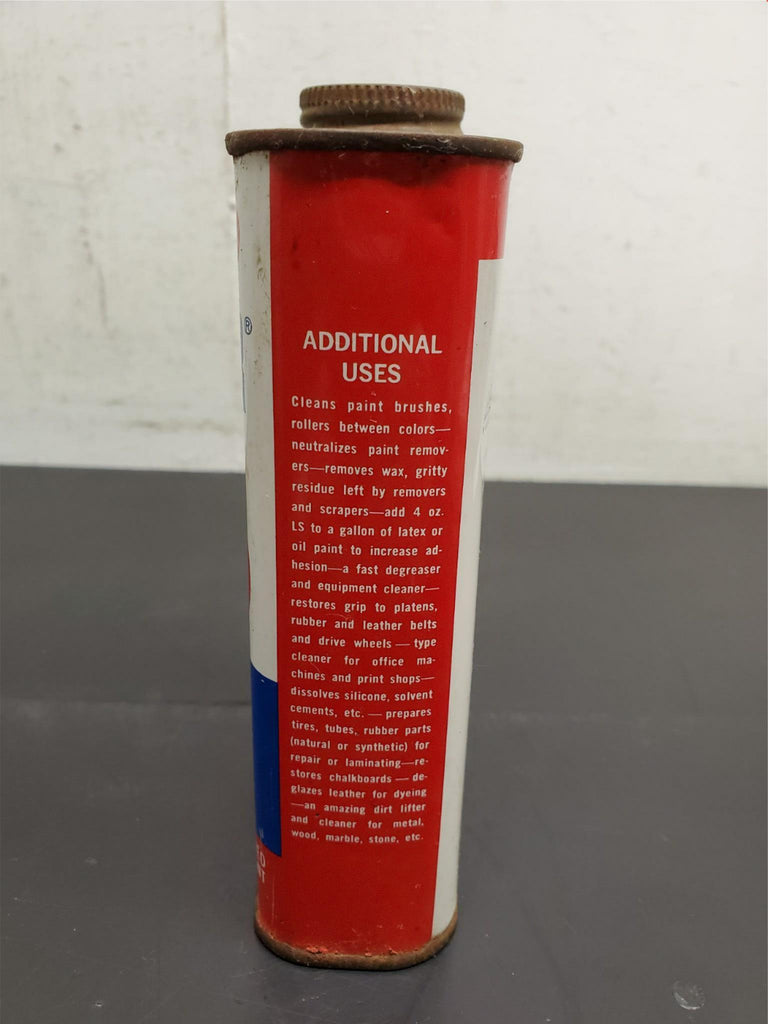 ®
ADDITIONAL
USES
Cleans paint brushes,
rollers between colors—
neutralizes paint remov-
ers—removes wax, gritty
residue left by removers
and scrapers—add 4 oz.
LS to a gallon of latex or
oil paint to increase ad-
hesion—a fast degreaser
and equipment cleaner—
restores grip to platens,
rubber and leather belts
and drive wheels — type
cleaner for office ma-
chines and print shops—
dissolves silicone, solvent
cements, etc. — prepares
tires, tubes, rubber parts
(natural or synthetic) for
repair or laminating—re-
stores chalkboards — de-
glazes leather for dyeing
—an amazing dirt lifter
and cleaner for metal,
wood, marble, stone, etc.